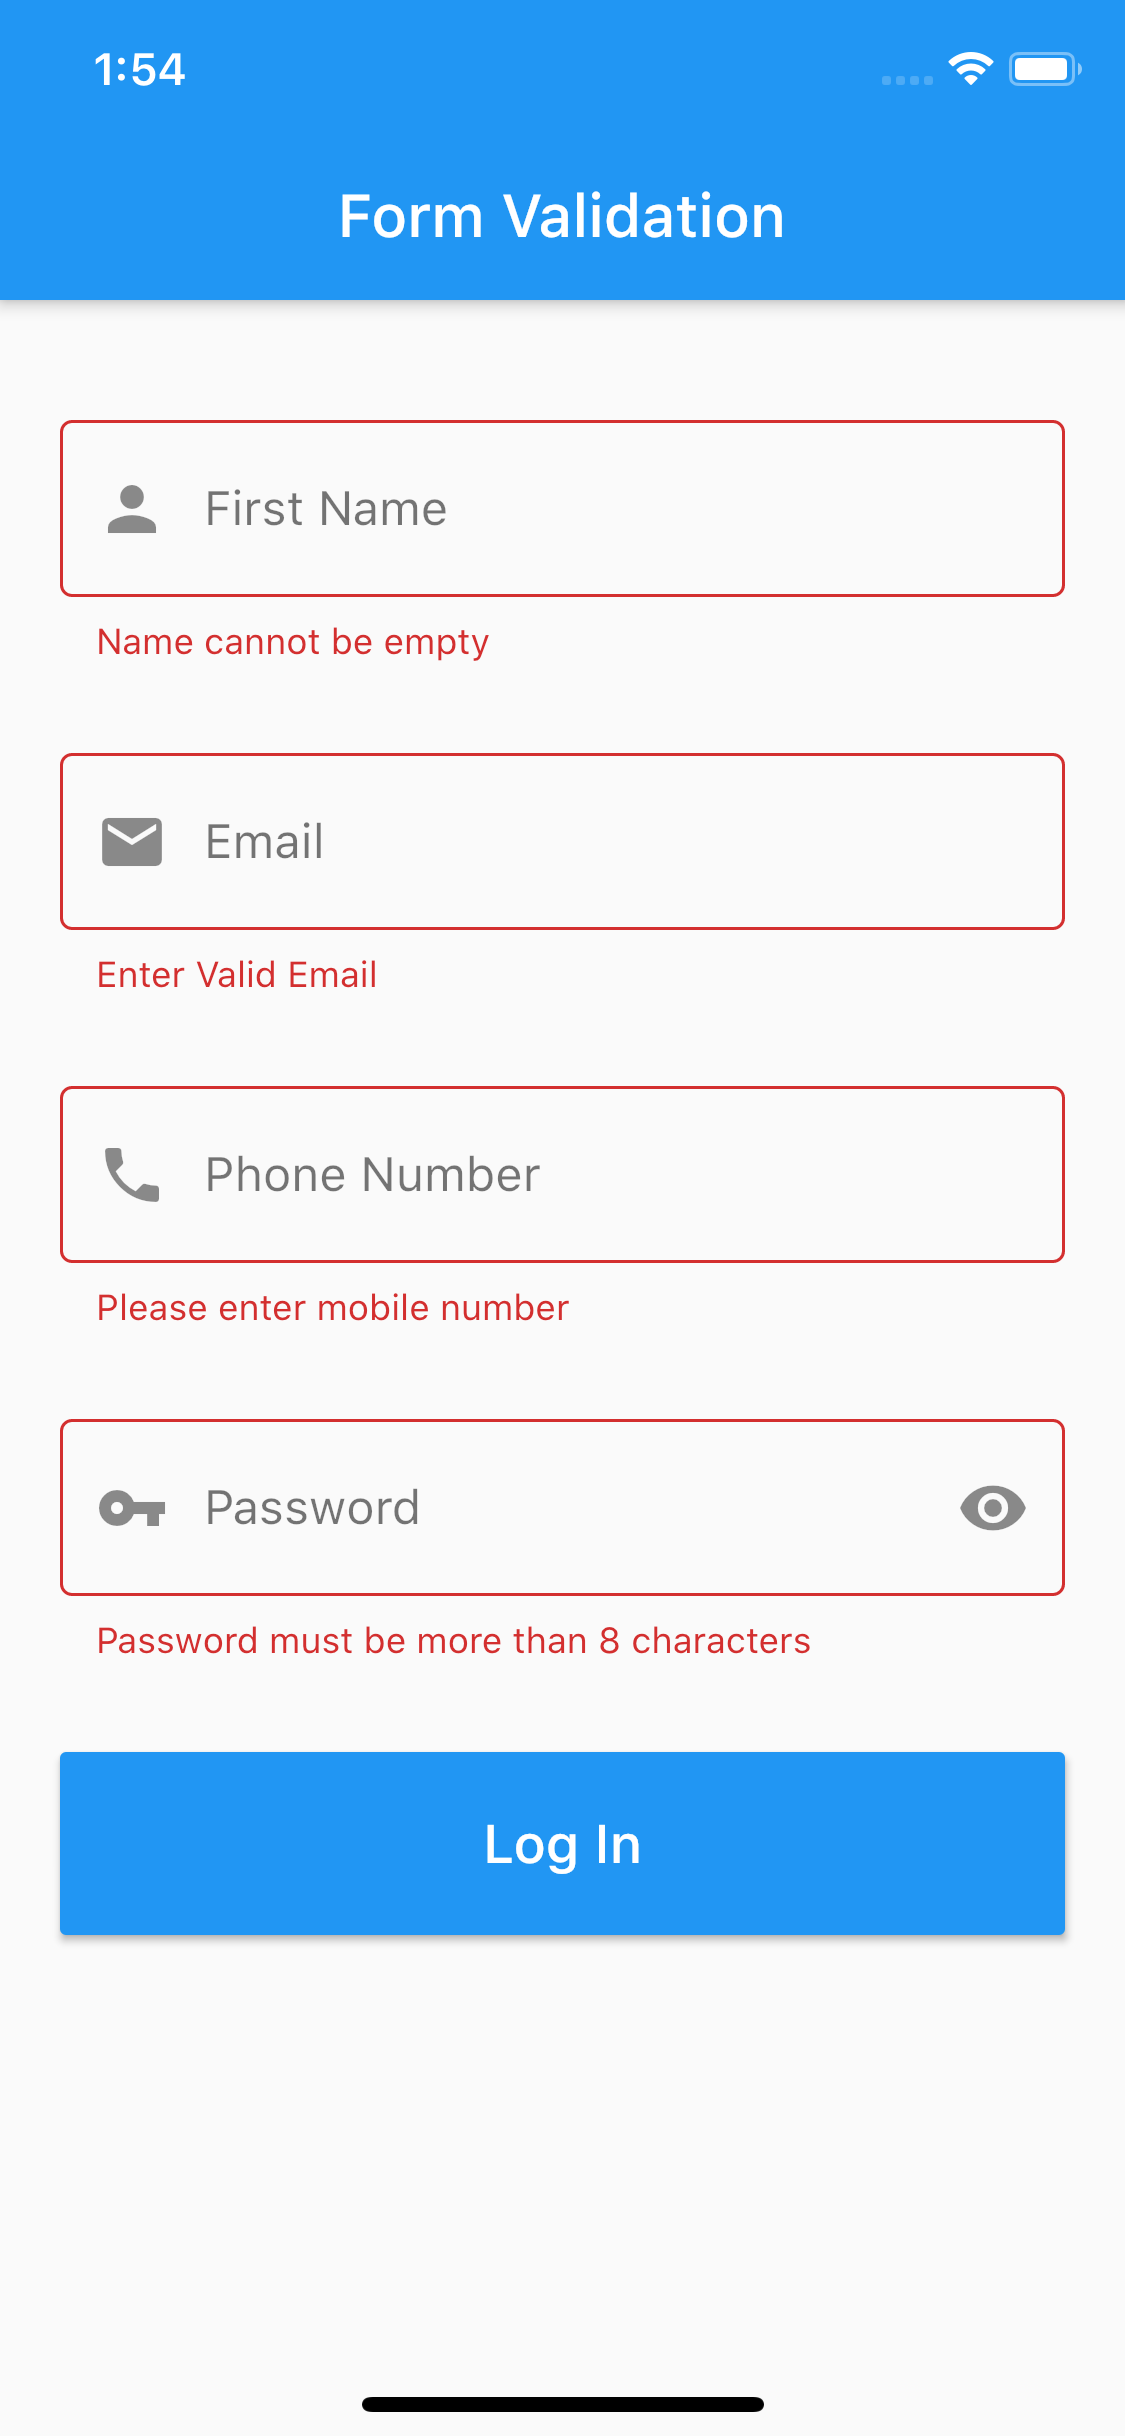 1:54
Form Validation
First Name
Name cannot be empty
Email
Enter Valid Email
Phone Number
Please enter mobile number
Password
Password must be more than 8 characters
Log In